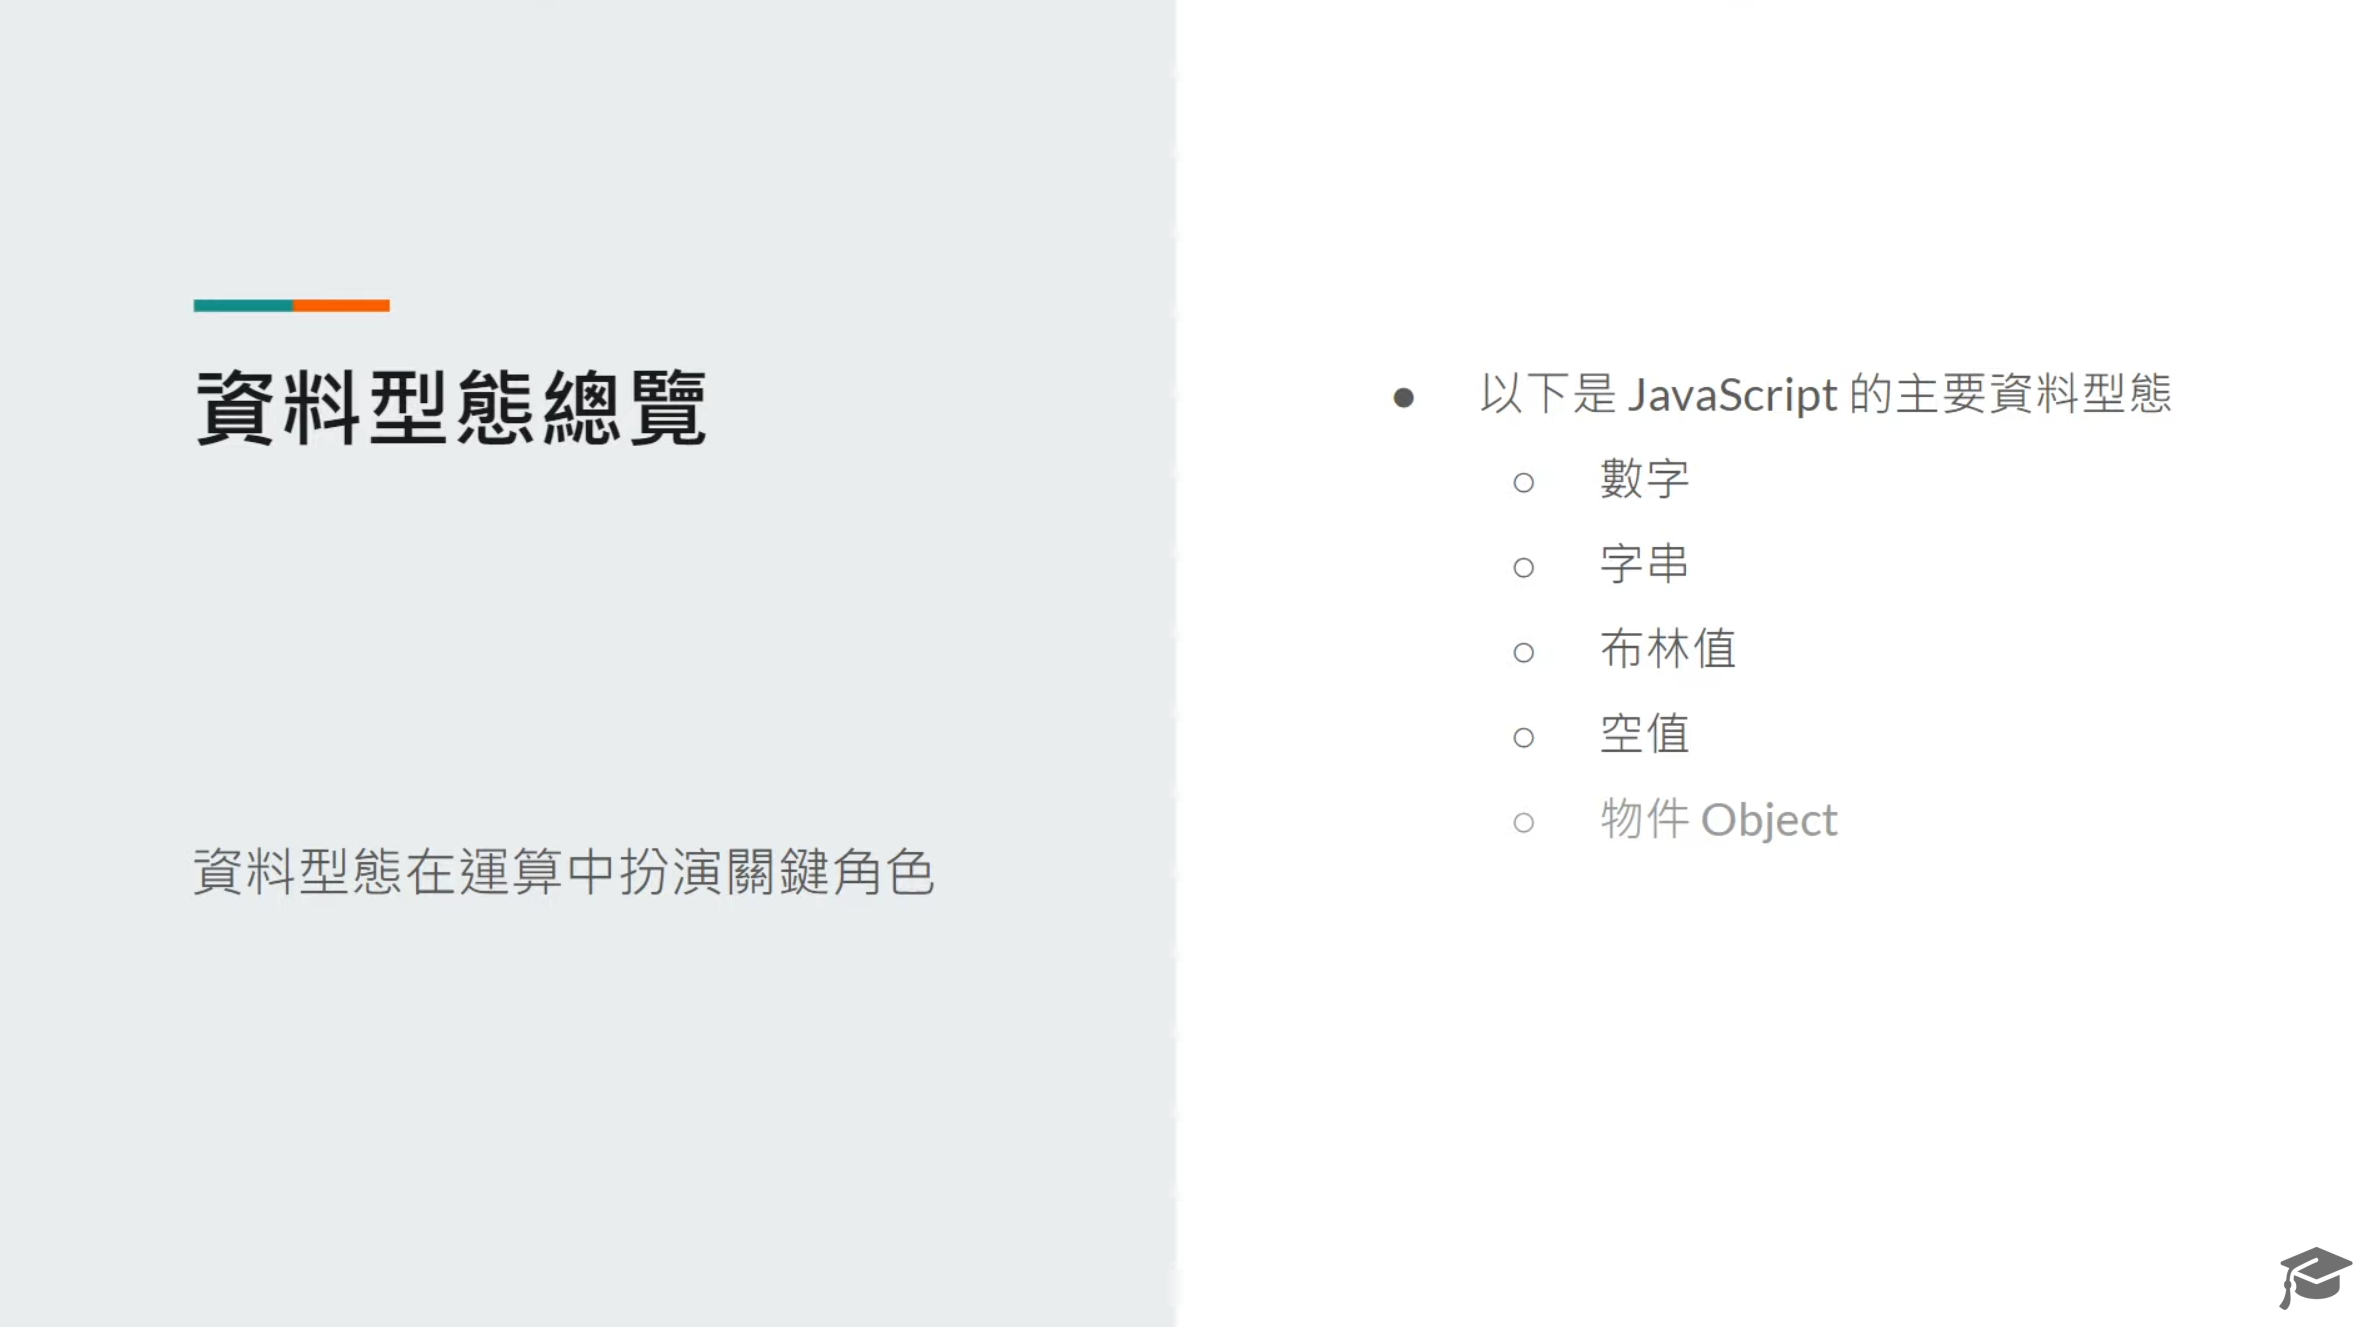 資料型態總覽
資料型態在運算中扮演關鍵角色
● 以下是 JavaScript 的主要資料型態
○ 數字
○ 字串
○ 布林值
○ 空值
○ 物件 Object